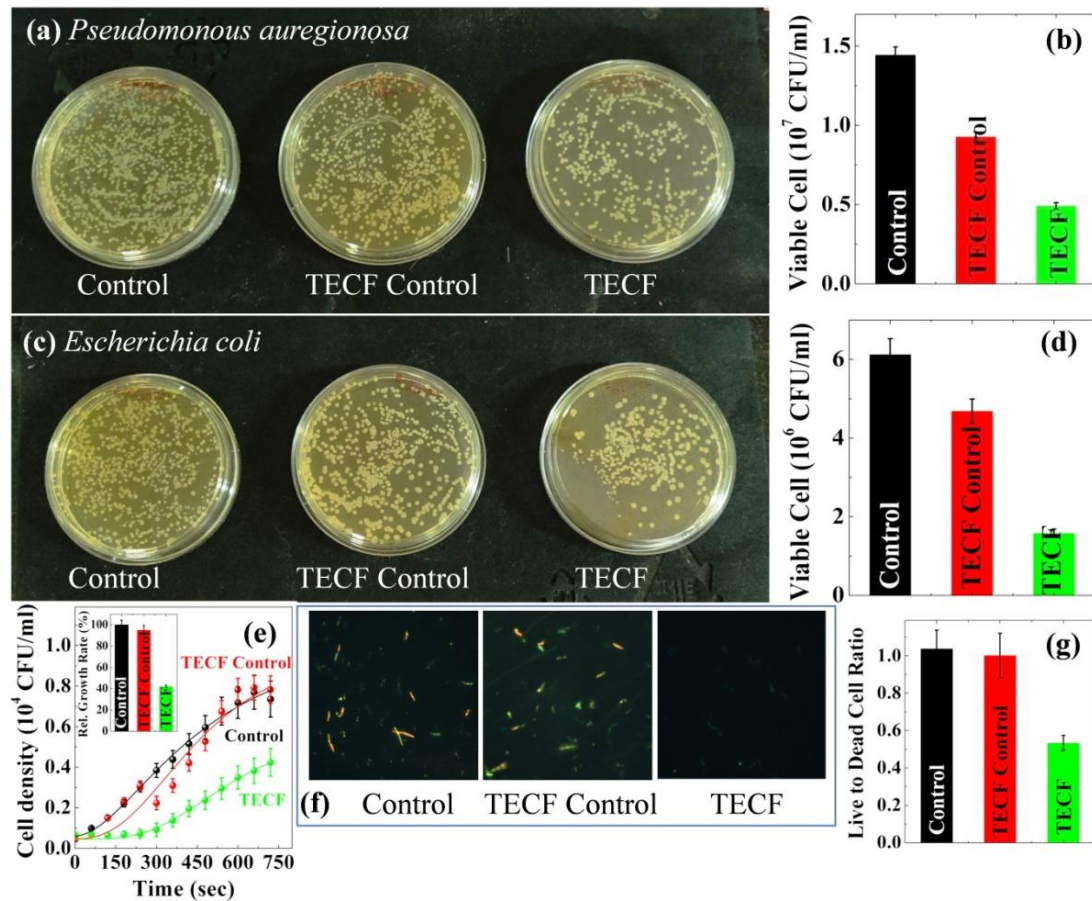 (a) Pseudomonous auregionosa
Control
TECF Control
TECF
(b)
Viable Cell (10⁷ CFU/ml)
1.5
1.0
0.5
0.0
Control
TECF Control
TECF
(c) Escherichia coli
Control
TECF Control
TECF
(d)
Viable Cell (10⁶ CFU/ml)
6
4
2
0
Control
TECF Control
TECF
(e)
Cell density (10⁴ CFU/ml)
1.0
0.8
0.6
0.4
0.2
0.0
0 150 300 450 600 750
Time (sec)
Rel. Growth Rate (%)
100
80
60
40
20
0
Control
TECF Control
TECF
TECF Control
Control
TECF
(f)
Control
TECF Control
TECF
(g)
Live to Dead Cell Ratio
1.0
0.8
0.6
0.4
0.2
0.0
Control
TECF Control
TECF